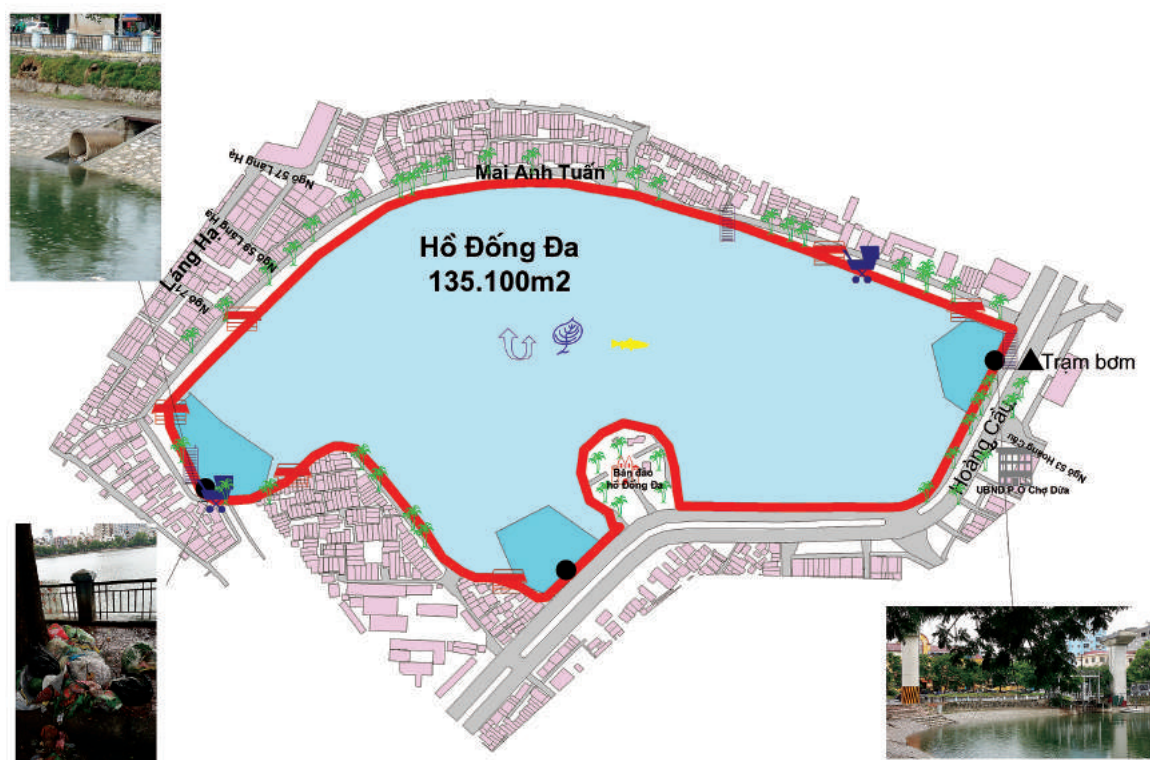 Mai Anh Tuấn
Ngõ 57 Láng Hạ
Hồ Đống Đa
135.100m2
Ngõ 59 Láng Hạ
Láng Hạ
Ngõ 71
Trạm bơm
Hoàng Cầu
Ngõ 53 Hoàng Cầu
Bán đảo
hồ Đống Đa
UBND P.Ô Chợ Dừa